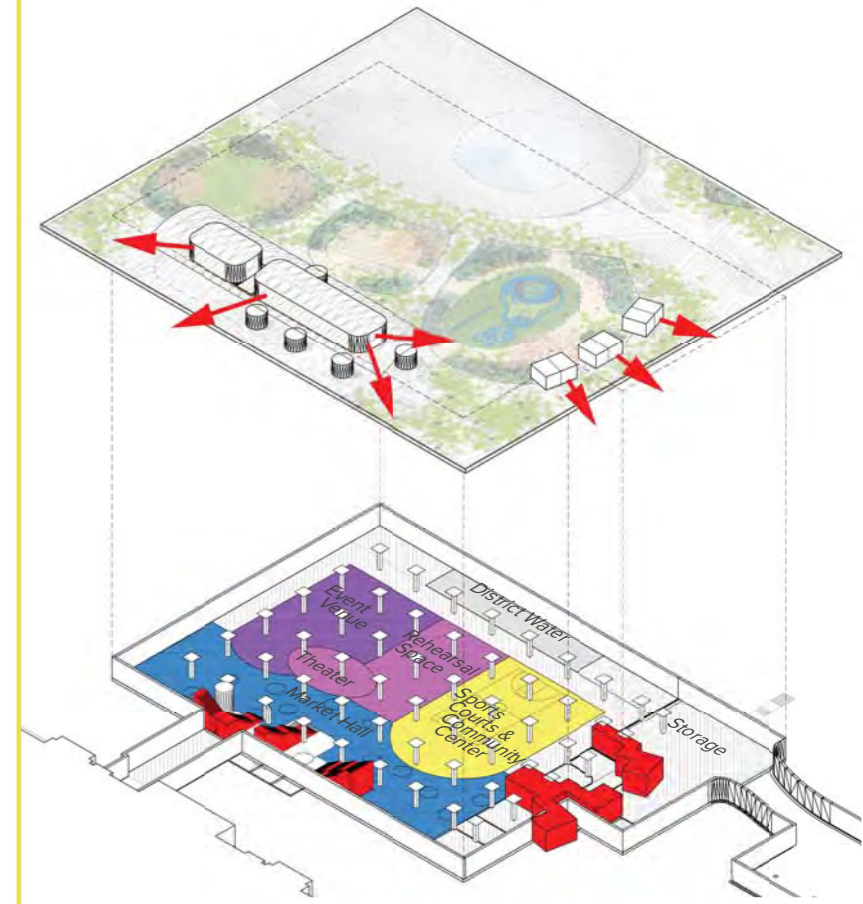 District Water
Event
Venue
Rehearsal
Space
Theater
Market Hall
Sports
Courts &
Community
Center
Storage